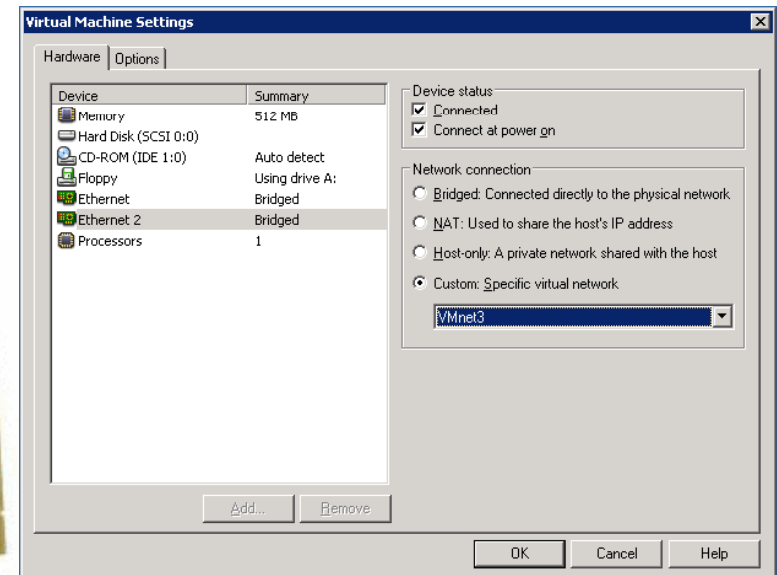 Virtual Machine Settings
Hardware
Options
Device Summary
Memory 512 MB
Hard Disk (SCSI 0:0)
CD-ROM (IDE 1:0) Auto detect
Floppy Using drive A:
Ethernet Bridged
Ethernet 2 Bridged
Processors 1
Add... Remove
Device status
Connected
Connect at power on
Network connection
Bridged: Connected directly to the physical network
NAT: Used to share the host's IP address
Host-only: A private network shared with the host
Custom: Specific virtual network
VMnet3
OK Cancel Help